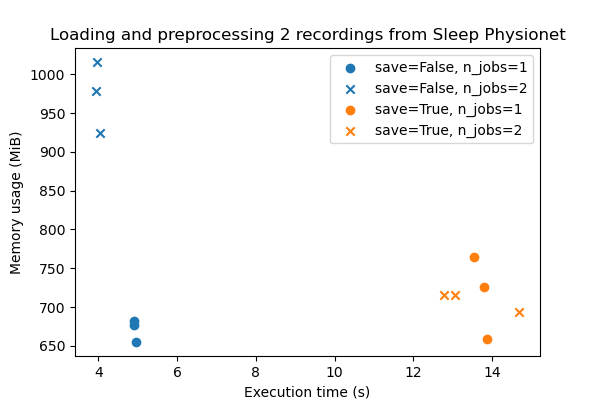 Loading and preprocessing 2 recordings from Sleep Physionet
save=False, n_jobs=1
save=False, n_jobs=2
save=True, n_jobs=1
save=True, n_jobs=2
Memory usage (MiB)
1000
950
900
850
800
750
700
650
4 6 8 10 12 14
Execution time (s)